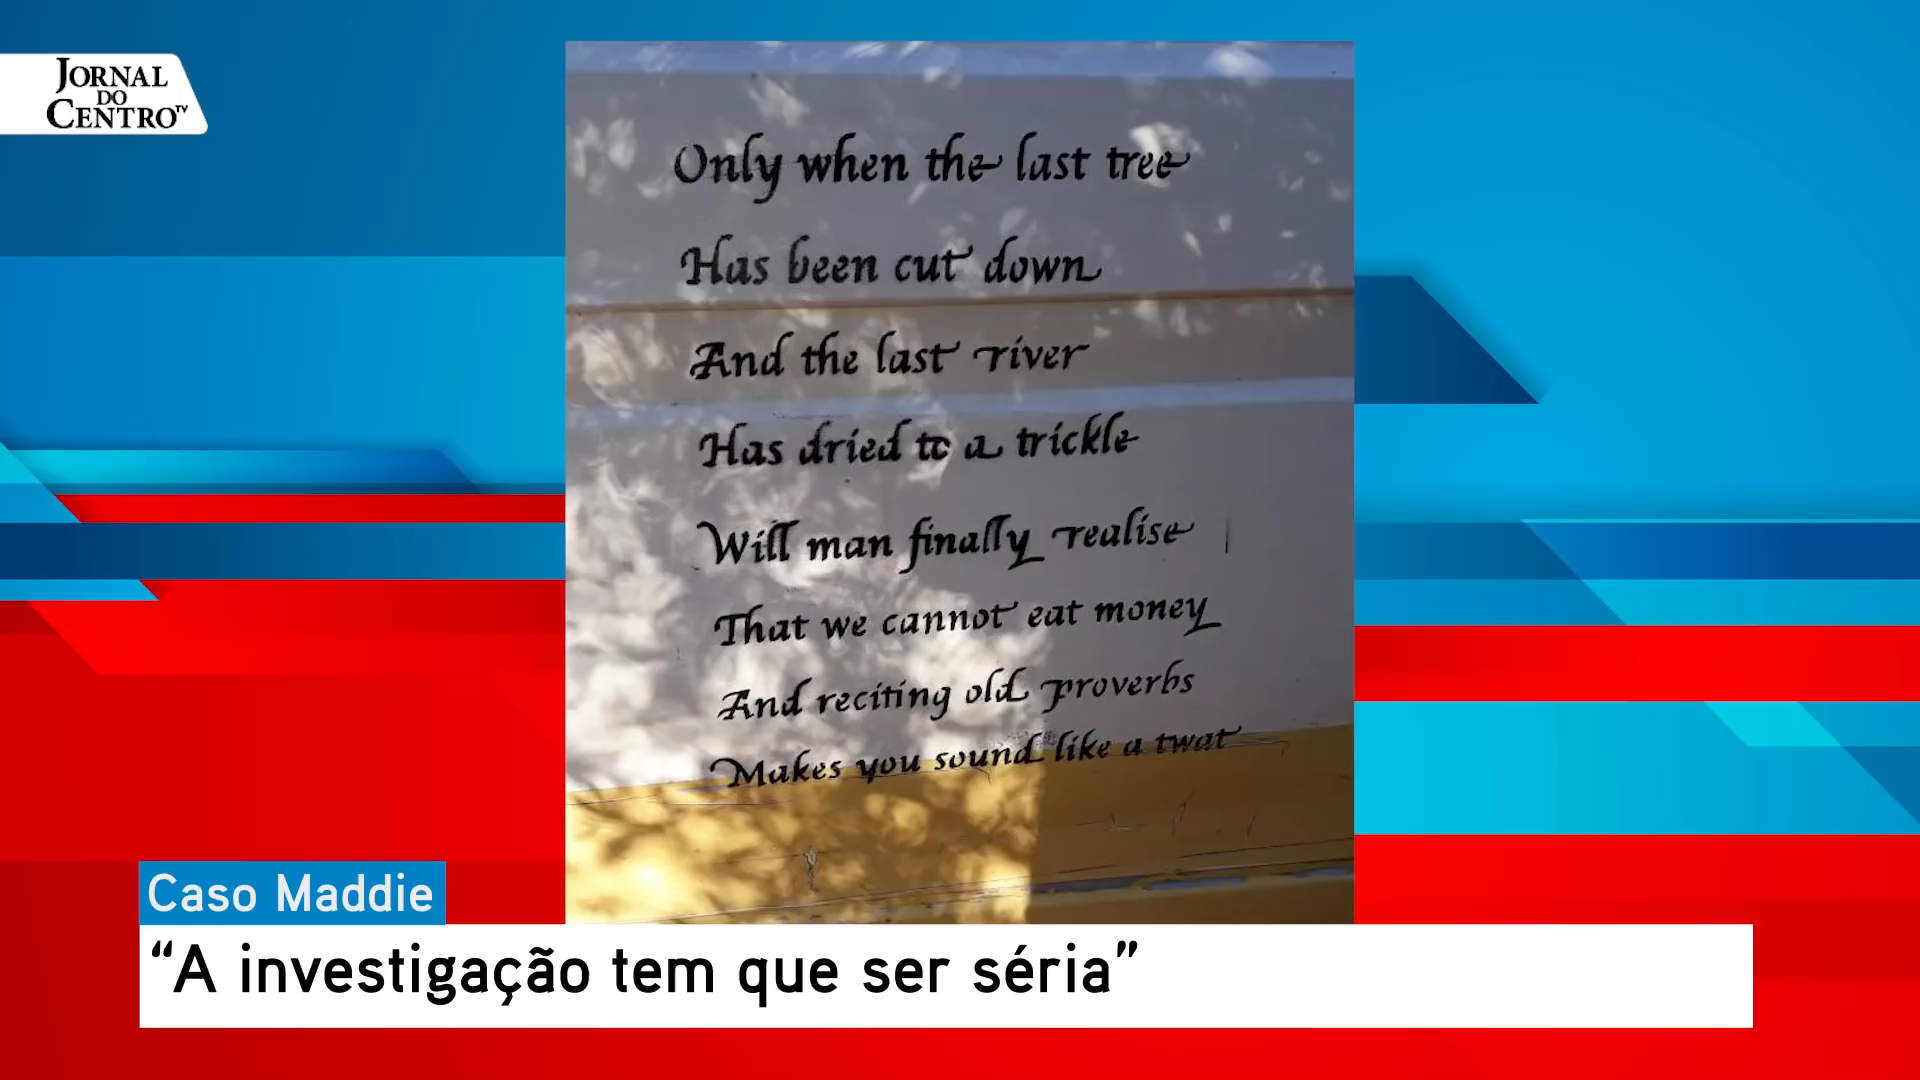 JORNAL
DO
CENTRO TV
Only when the last tree
Has been cut down
And the last river
Has dried to a trickle
Will man finally realise
That we cannot eat money
And reciting old proverbs
Makes you sound like a twat
Caso Maddie
“A investigação tem que ser séria”